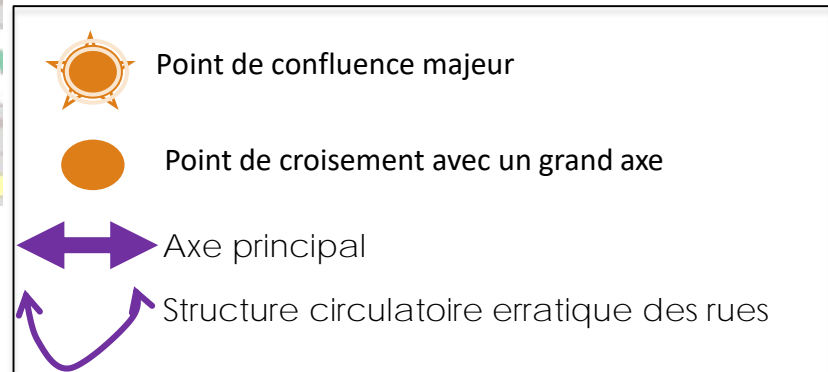 Point de confluence majeur
Point de croisement avec un grand axe
Axe principal
Structure circulatoire erratique des rues